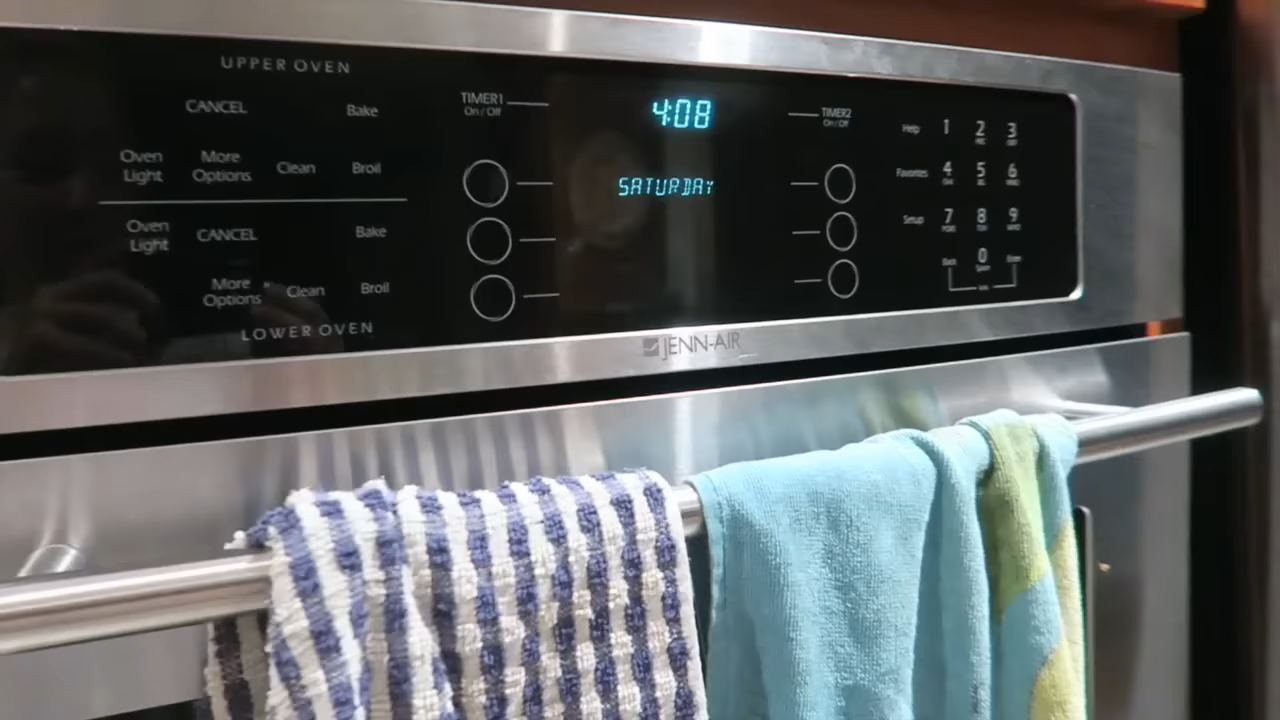 UPPER OVEN
CANCEL
Bake
Oven Light
More Options
Clean
Broil
Oven Light
CANCEL
Bake
More Options
Clean
Broil
LOWER OVEN
TIMER1
On / Off
4:08
SATURDAY
TIMER2
On / Off
Help
1
2
3
Favorites
4
5
6
Setup
7
8
9
Back
0
JENN-AIR